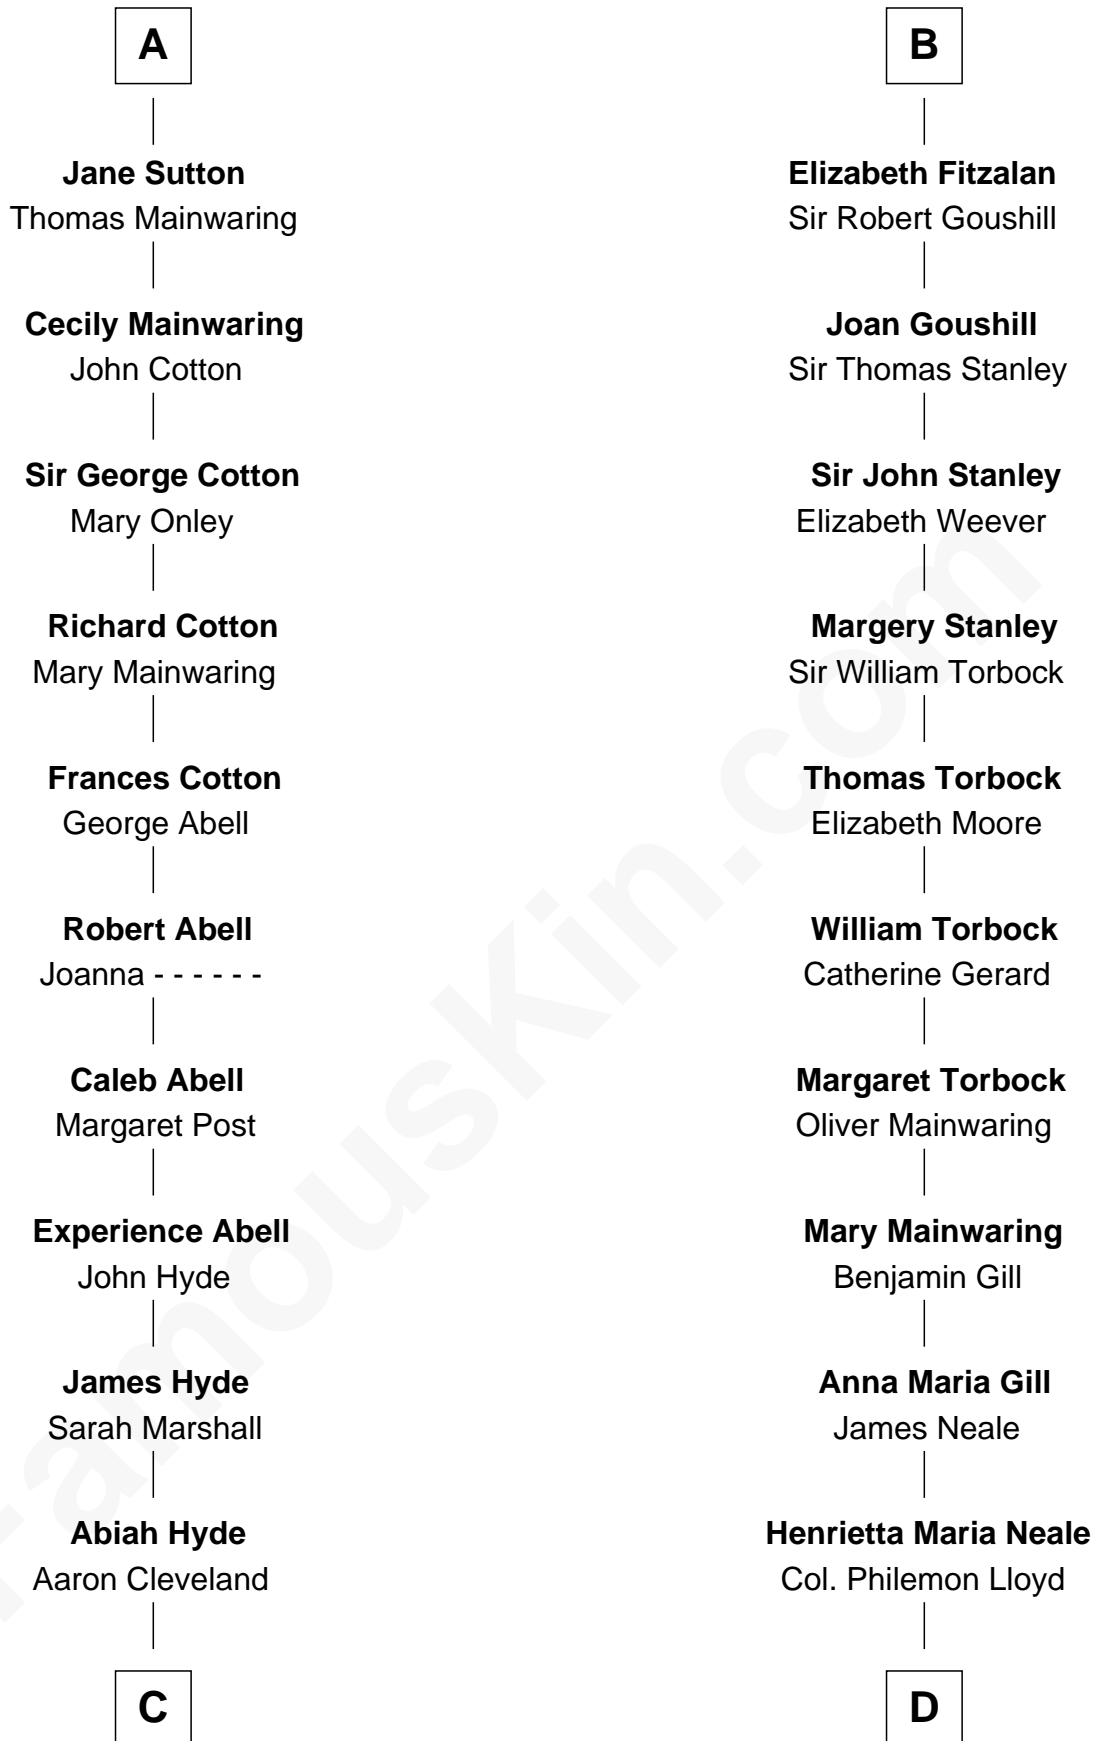 A
Jane Sutton
Thomas Mainwaring
Cecily Mainwaring
John Cotton
Sir George Cotton
Mary Onley
Richard Cotton
Mary Mainwaring
Frances Cotton
George Abell
Robert Abell
Joanna - - - - - -
Caleb Abell
Margaret Post
Experience Abell
John Hyde
James Hyde
Sarah Marshall
Abiah Hyde
Aaron Cleveland
C
B
Elizabeth Fitzalan
Sir Robert Goushill
Joan Goushill
Sir Thomas Stanley
Sir John Stanley
Elizabeth Weever
Margery Stanley
Sir William Torbock
Thomas Torbock
Elizabeth Moore
William Torbock
Catherine Gerard
Margaret Torbock
Oliver Mainwaring
Mary Mainwaring
Benjamin Gill
Anna Maria Gill
James Neale
Henrietta Maria Neale
Col. Philemon Lloyd
D
FamousKin.com